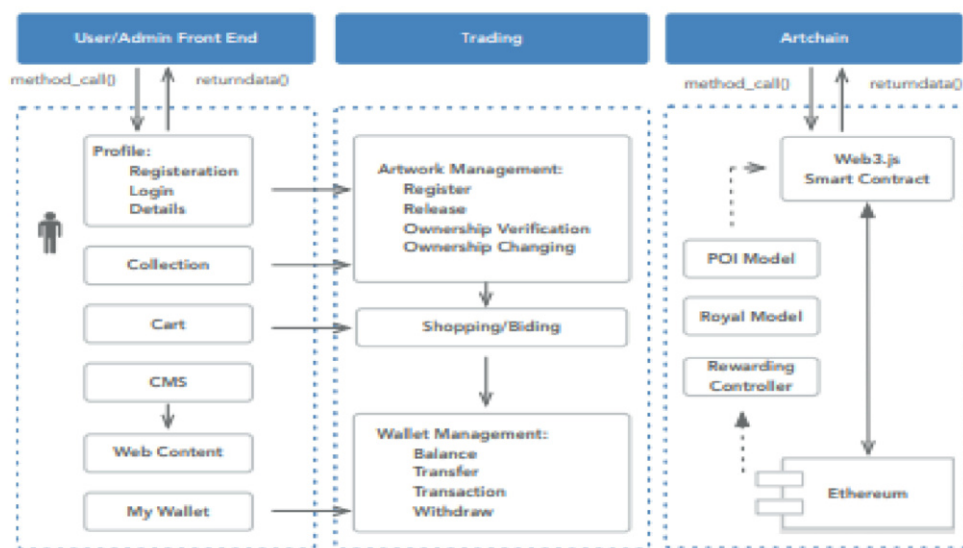 User/Admin Front End
Trading
Artchain
method_call()
returndata()
method_call()
returndata()
Profile:
Registeration
Login
Details
Collection
Cart
CMS
Web Content
My Wallet
Artwork Management:
Register
Release
Ownership Verification
Ownership Changing
Shopping/Biding
Wallet Management:
Balance
Transfer
Transaction
Withdraw
Web3.js
Smart Contract
POI Model
Royal Model
Rewarding
Controller
Ethereum